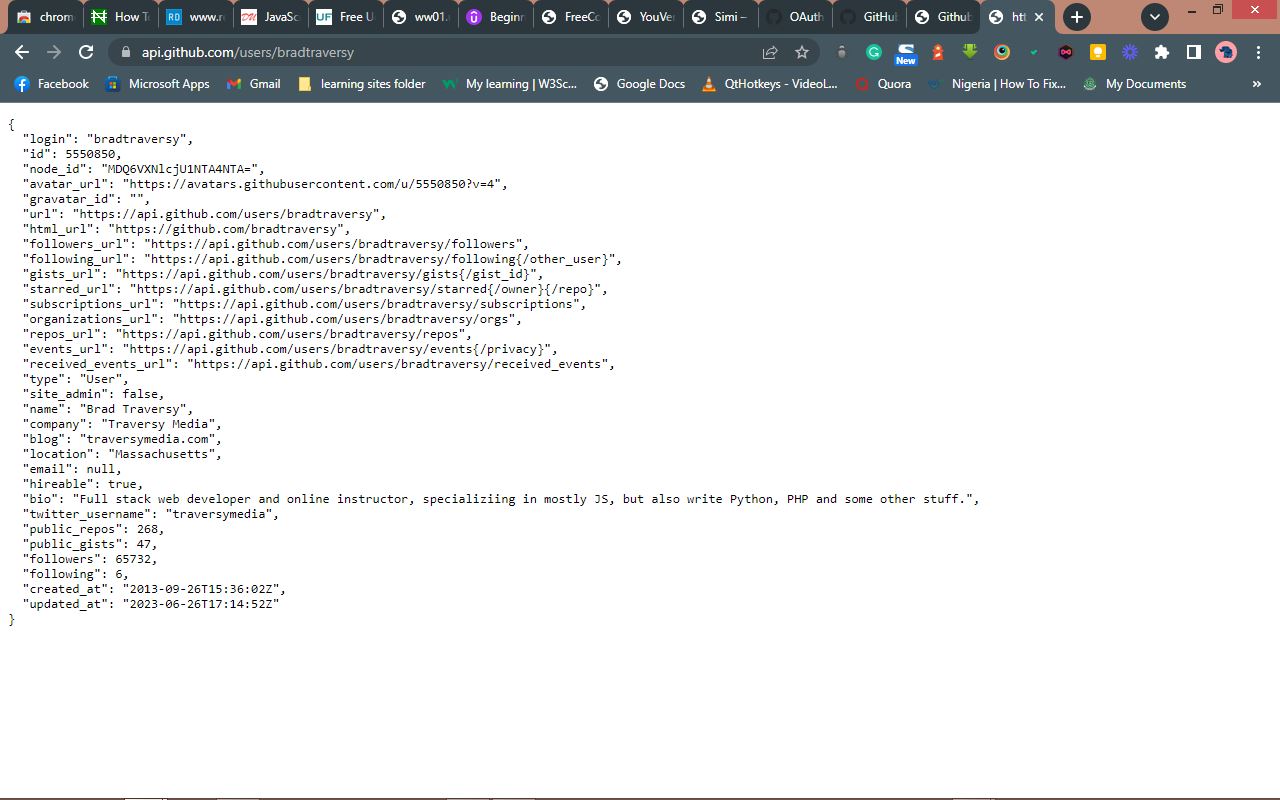 chrom
How To
www.r
JavaSc
Free U
ww01.
Beginn
FreeCo
YouVer
Simi –
OAuth
GitHub
Github
htt
api.github.com/users/bradtraversy
New
Facebook
Microsoft Apps
Gmail
learning sites folder
My learning | W3Sc...
Google Docs
QtHotkeys - VideoL...
Quora
Nigeria | How To Fix...
My Documents
»
{
"login": "bradtraversy",
"id": 5550850,
"node_id": "MDQ6VXNlcjU1NTA4NTA=",
"avatar_url": "https://avatars.githubusercontent.com/u/5550850?v=4",
"gravatar_id": "",
"url": "https://api.github.com/users/bradtraversy",
"html_url": "https://github.com/bradtraversy",
"followers_url": "https://api.github.com/users/bradtraversy/followers",
"following_url": "https://api.github.com/users/bradtraversy/following{/other_user}",
"gists_url": "https://api.github.com/users/bradtraversy/gists{/gist_id}",
"starred_url": "https://api.github.com/users/bradtraversy/starred{/owner}{/repo}",
"subscriptions_url": "https://api.github.com/users/bradtraversy/subscriptions",
"organizations_url": "https://api.github.com/users/bradtraversy/orgs",
"repos_url": "https://api.github.com/users/bradtraversy/repos",
"events_url": "https://api.github.com/users/bradtraversy/events{/privacy}",
"received_events_url": "https://api.github.com/users/bradtraversy/received_events",
"type": "User",
"site_admin": false,
"name": "Brad Traversy",
"company": "Traversy Media",
"blog": "traversymedia.com",
"location": "Massachusetts",
"email": null,
"hireable": true,
"bio": "Full stack web developer and online instructor, specializiing in mostly JS, but also write Python, PHP and some other stuff.",
"twitter_username": "traversymedia",
"public_repos": 268,
"public_gists": 47,
"followers": 65732,
"following": 6,
"created_at": "2013-09-26T15:36:02Z",
"updated_at": "2023-06-26T17:14:52Z"
}